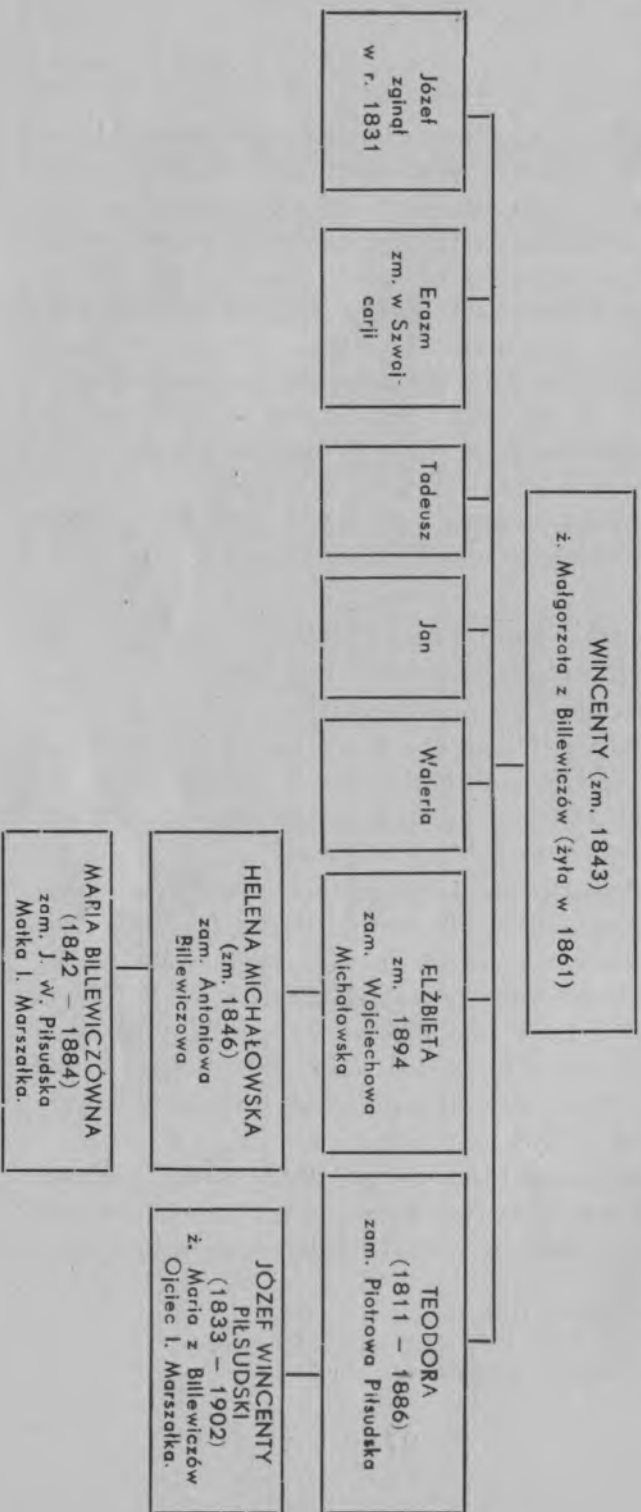 WINCENTY (zm. 1843)
ż. Małgorzata z Billewiczów (żyła w 1861)
Józef
zginął
w r. 1831
Erazm
zm. w Szwaj-
carji
Tadeusz
Jan
Waleria
ELŻBIETA
zm. 1894
zam. Wojciechowa
Michałowska
TEODORA
(1811 — 1886)
zam. Piotrowa Piłsudska
HELENA MICHAŁOWSKA
(zm. 1846)
zam. Antoniowa
Billewiczowa
JÓZEF WINCENTY
PIŁSUDSKI
(1833 — 1902)
ż. Maria z Billewiczów
Ojciec I. Marszałka.
MARIA BILLEWICZÓWNA
(1842 — 1884)
zam. J. W. Piłsudska
Matka I. Marszałka.